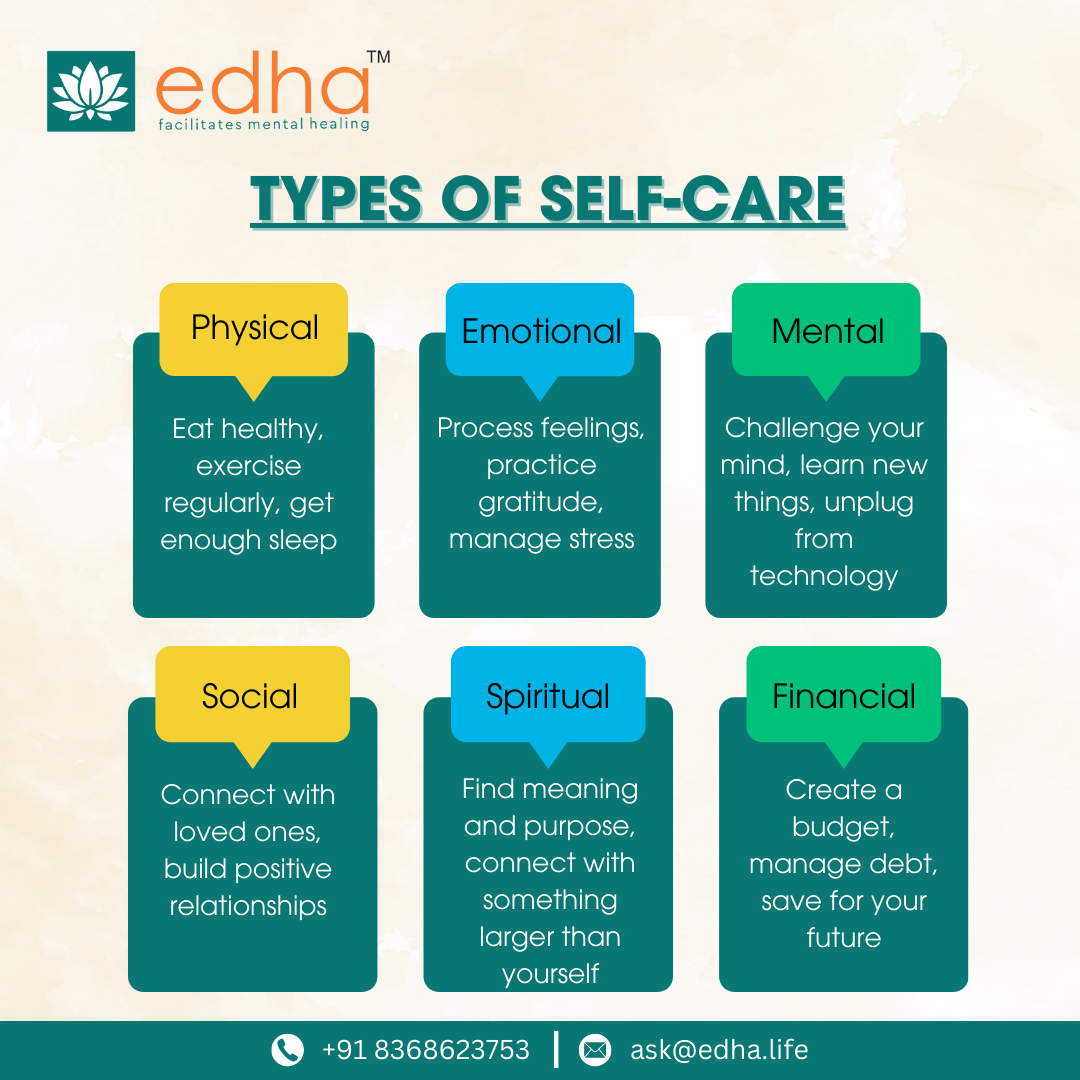 edha™
facilitates mental healing
TYPES OF SELF-CARE
Physical
Eat healthy,
exercise
regularly, get
enough sleep
Emotional
Process feelings,
practice
gratitude,
manage stress
Mental
Challenge your
mind, learn new
things, unplug
from
technology
Social
Connect with
loved ones,
build positive
relationships
Spiritual
Find meaning
and purpose,
connect with
something
larger than
yourself
Financial
Create a
budget,
manage debt,
save for your
future
+91 8368623753 | ask@edha.life